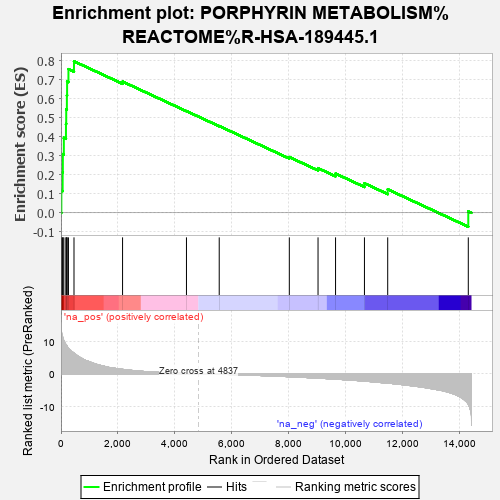 Enrichment plot: PORPHYRIN METABOLISM%
REACTOME%R-HSA-189445.1
Enrichment score (ES)
0.8
0.7
0.6
0.5
0.4
0.3
0.2
0.1
0.0
-0.1
'na_pos' (positively correlated)
Ranked list metric (PreRanked)
10
0
-10
Zero cross at 4837
'na_neg' (negatively correlated)
0 2,000 4,000 6,000 8,000 10,000 12,000 14,000
Rank in Ordered Dataset
Enrichment profile Hits Ranking metric scores